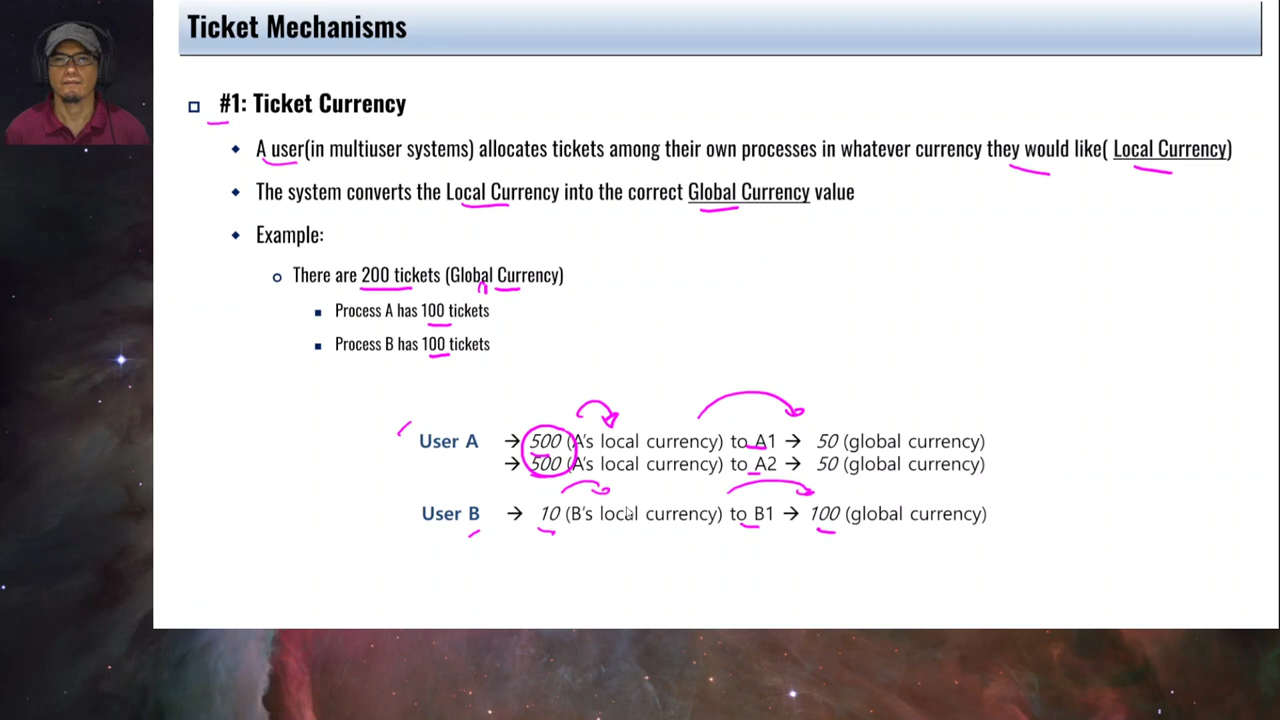 Ticket Mechanisms
#1: Ticket Currency
A user(in multiuser systems) allocates tickets among their own processes in whatever currency they would like( Local Currency)
The system converts the Local Currency into the correct Global Currency value
Example:
There are 200 tickets (Global Currency)
Process A has 100 tickets
Process B has 100 tickets
User A → 500 (A's local currency) to A1 → 50 (global currency)
→ 500 (A's local currency) to A2 → 50 (global currency)
User B → 10 (B's local currency) to B1 → 100 (global currency)